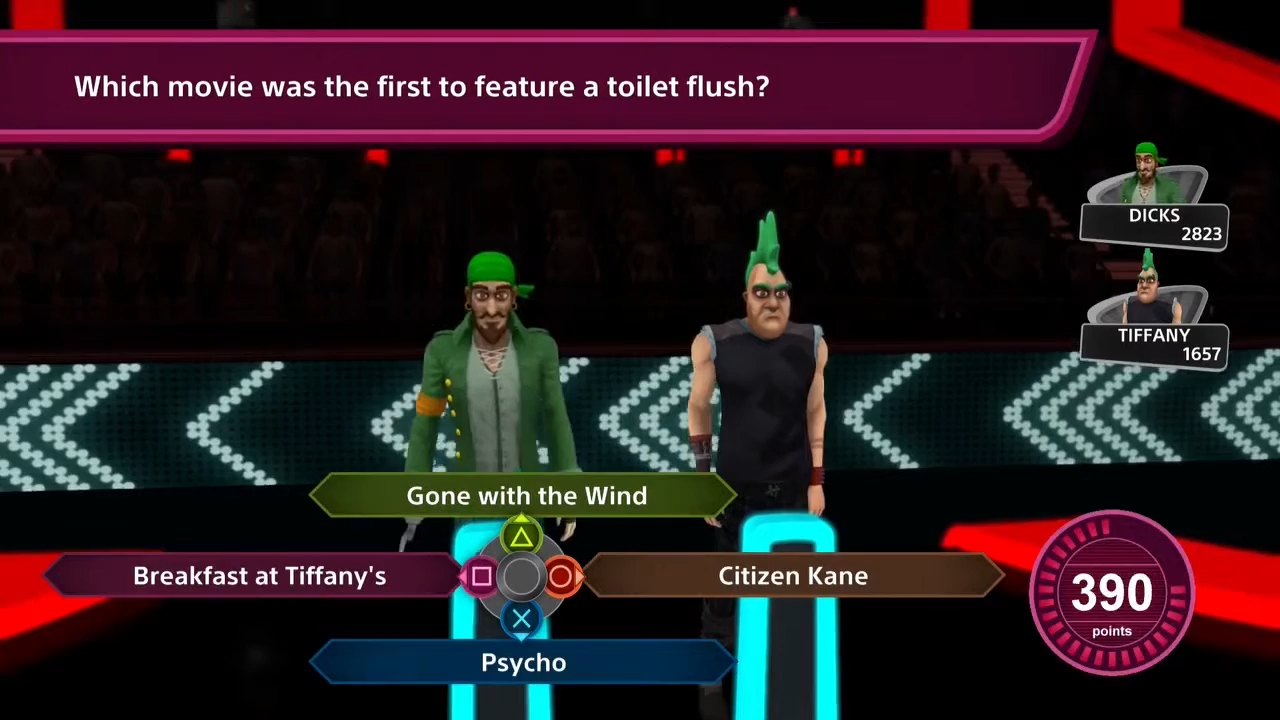 Which movie was the first to feature a toilet flush?
DICKS
2823
TIFFANY
1657
Gone with the Wind
Breakfast at Tiffany's
Citizen Kane
Psycho
390
points